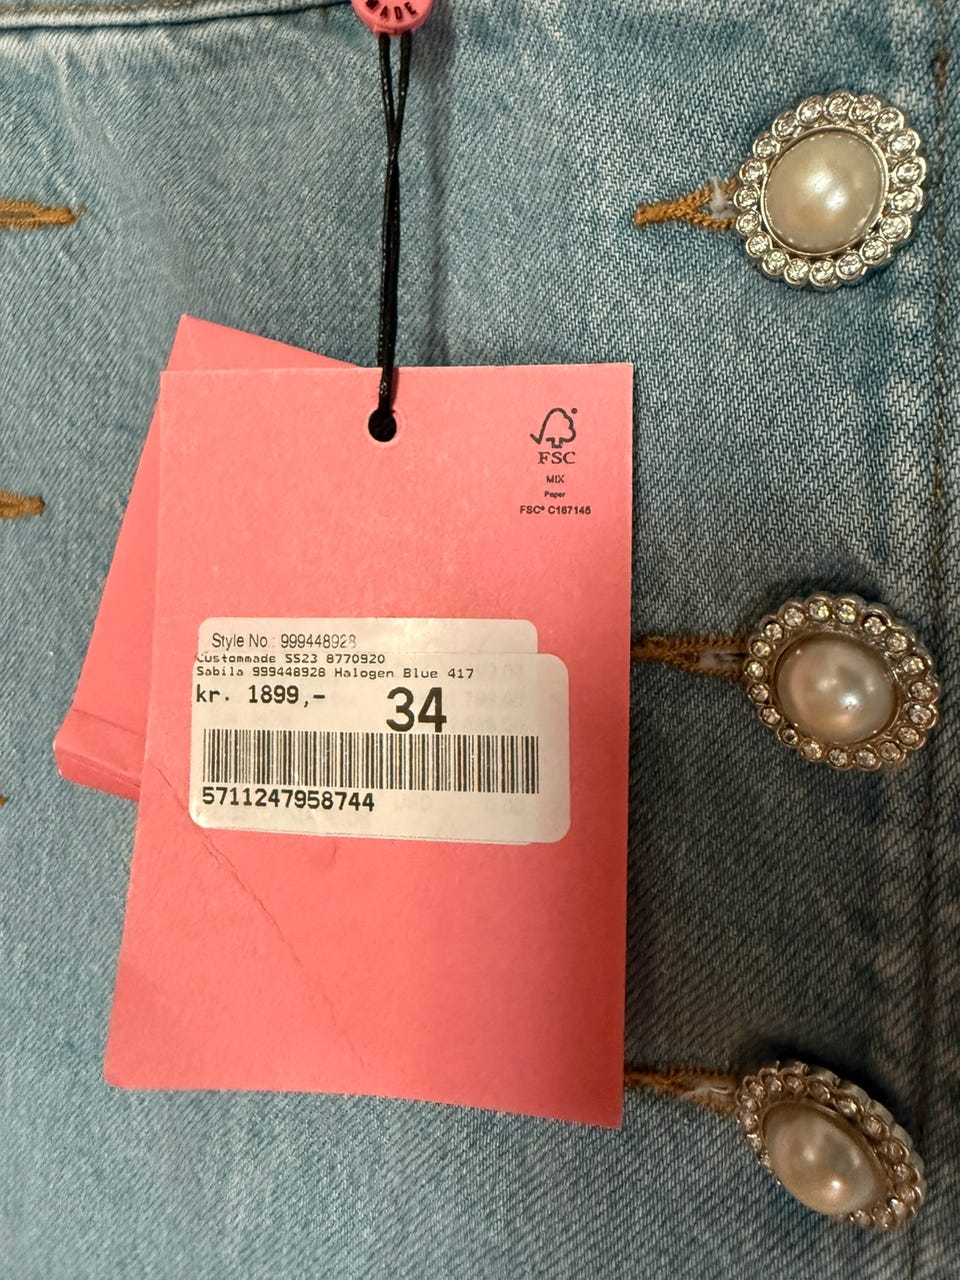 MADE
FSC
MIX
Paper
FSC® C167145
Style No.: 999448928
Custommade SS23 8770920
Sabila 999448928 Halogen Blue 417
kr. 1899,-
34
5711247958744